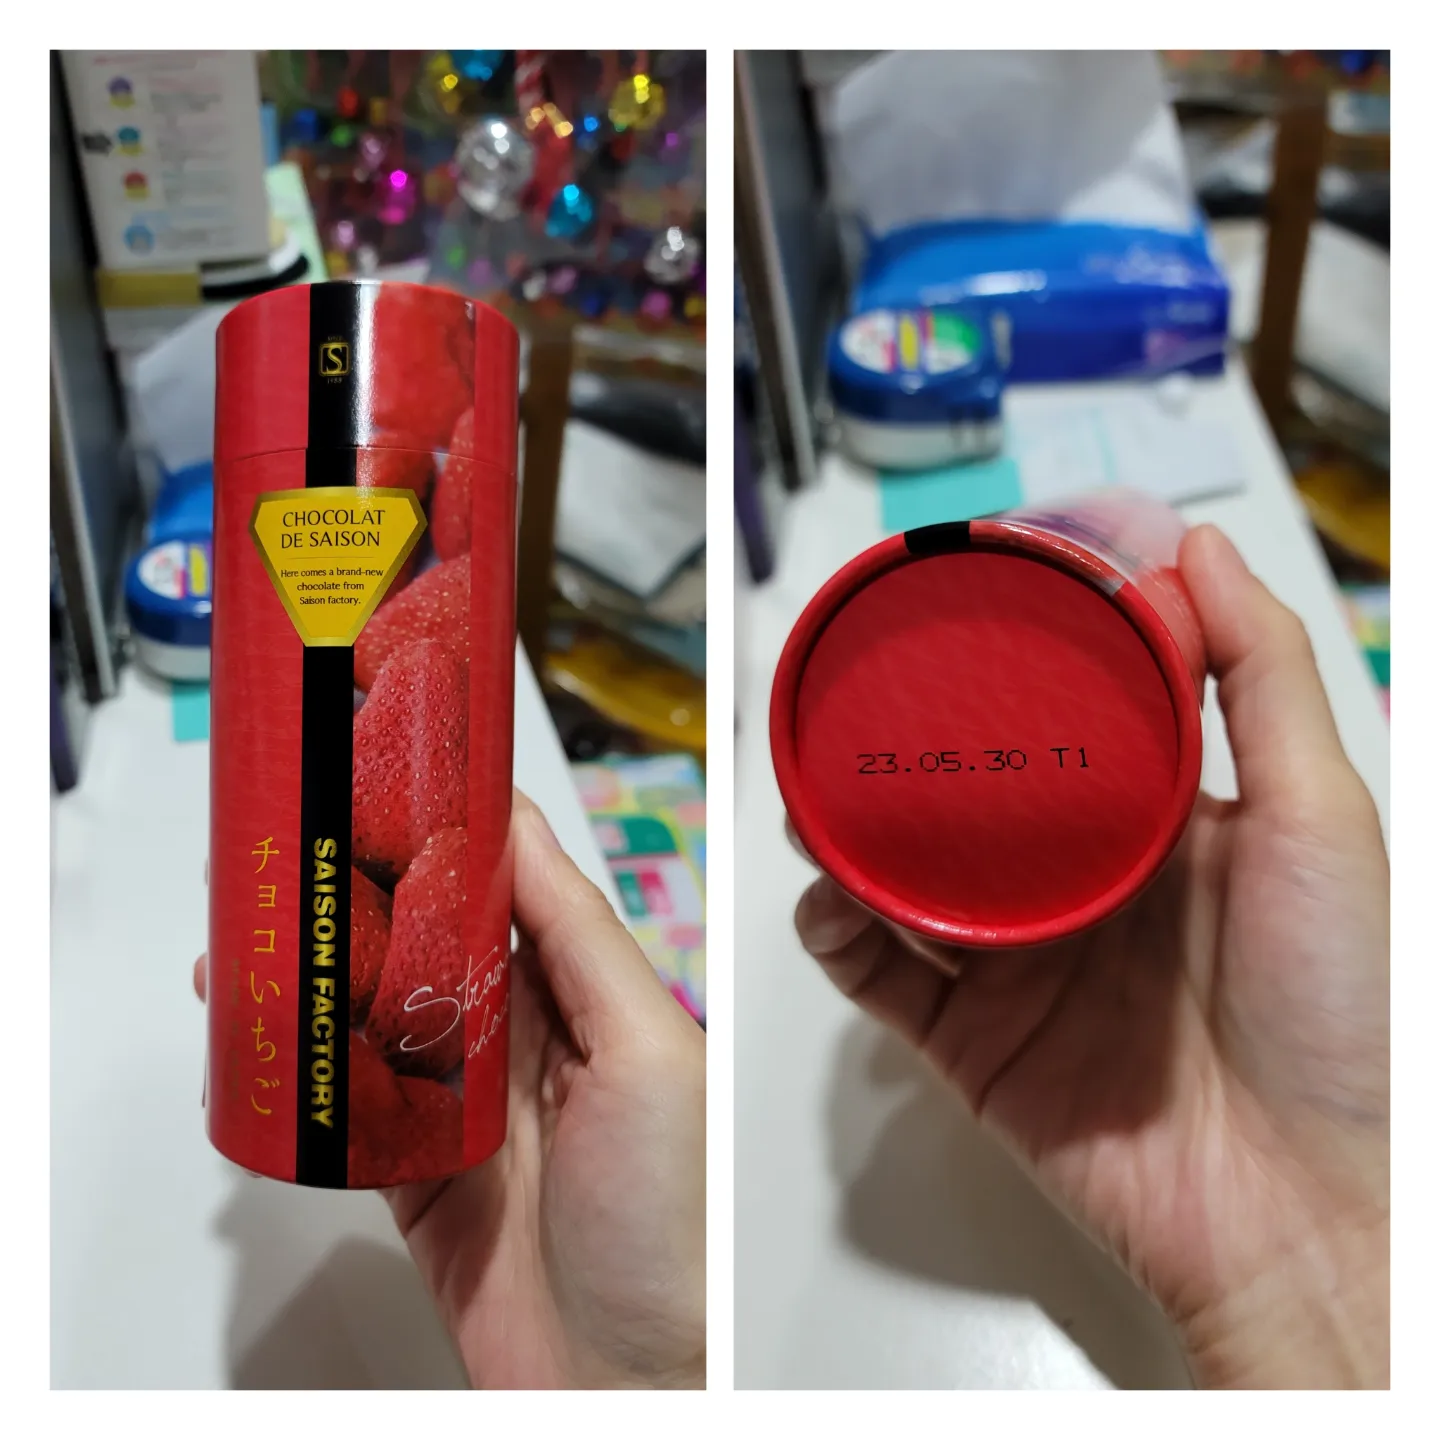 S
1989
CHOCOLAT
DE SAISON
Here comes a brand-new
chocolate from
Saison factory.
チョコいちご
SAISON FACTORY
23.05.30 T1